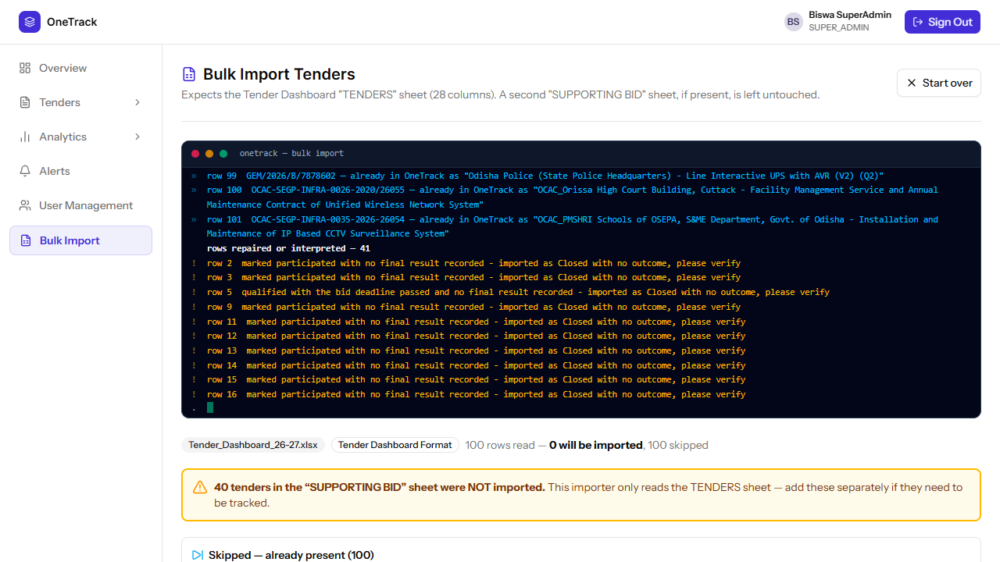 OneTrack
BS
Biswa SuperAdmin
SUPER_ADMIN
Sign Out
Overview
Tenders
Analytics
Alerts
User Management
Bulk Import
Bulk Import Tenders
Expects the Tender Dashboard "TENDERS" sheet (28 columns). A second "SUPPORTING BID" sheet, if present, is left untouched.
Start over
onetrack — bulk import
» row 99 GEM/2026/B/7878602 — already in OneTrack as "Odisha Police (State Police Headquarters) - Line Interactive UPS with AVR (V2) (Q2)"
» row 100 OCAC-SEGP-INFRA-0026-2020/26055 — already in OneTrack as "OCAC_Orissa High Court Building, Cuttack - Facility Management Service and Annual
Maintenance Contract of Unified Wireless Network System"
» row 101 OCAC-SEGP-INFRA-0035-2026-26054 — already in OneTrack as "OCAC_PMSHRI Schools of OSEPA, S&ME Department, Govt. of Odisha - Installation and
Maintenance of IP Based CCTV Surveillance System"
rows repaired or interpreted — 41
! row 2 marked participated with no final result recorded - imported as Closed with no outcome, please verify
! row 3 marked participated with no final result recorded - imported as Closed with no outcome, please verify
! row 5 qualified with the bid deadline passed and no final result recorded - imported as Closed with no outcome, please verify
! row 9 marked participated with no final result recorded - imported as Closed with no outcome, please verify
! row 11 marked participated with no final result recorded - imported as Closed with no outcome, please verify
! row 12 marked participated with no final result recorded - imported as Closed with no outcome, please verify
! row 13 marked participated with no final result recorded - imported as Closed with no outcome, please verify
! row 14 marked participated with no final result recorded - imported as Closed with no outcome, please verify
! row 15 marked participated with no final result recorded - imported as Closed with no outcome, please verify
! row 16 marked participated with no final result recorded - imported as Closed with no outcome, please verify
.
Tender_Dashboard_26-27.xlsx
Tender Dashboard Format
100 rows read — 0 will be imported, 100 skipped
40 tenders in the “SUPPORTING BID” sheet were NOT imported. This importer only reads the TENDERS sheet — add these separately if they need to
be tracked.
Skipped — already present (100)